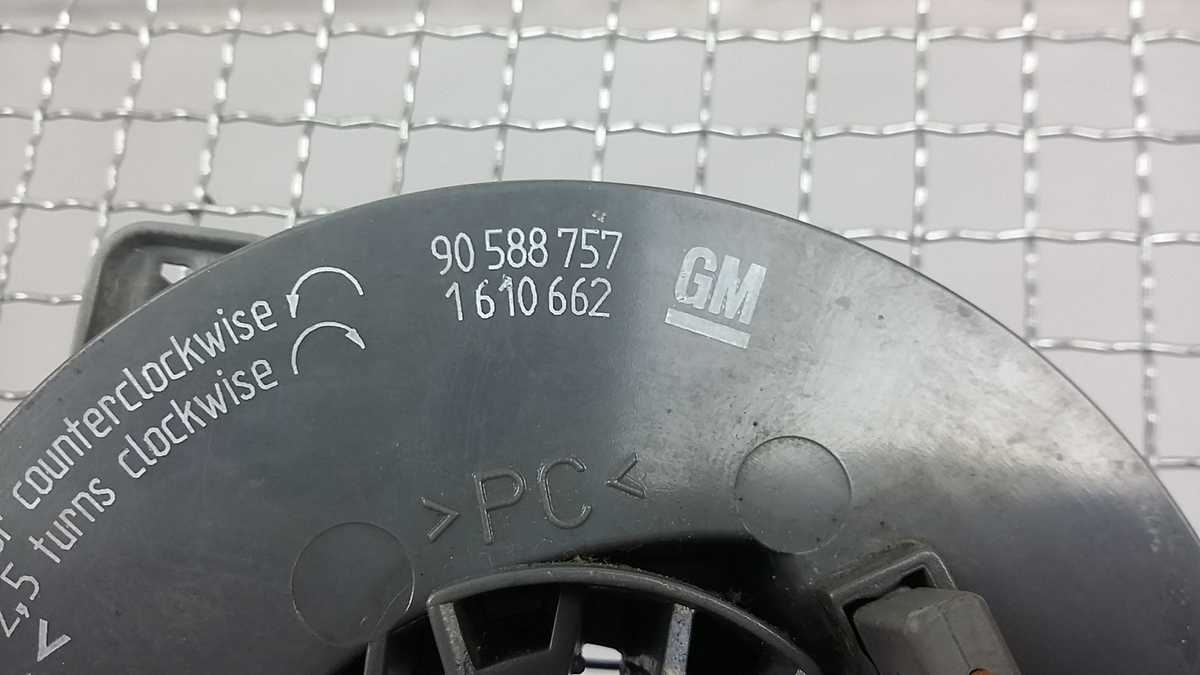 90 588 757
1 610 662
GM
counterclockwise
2,5 turns clockwise
>PC<